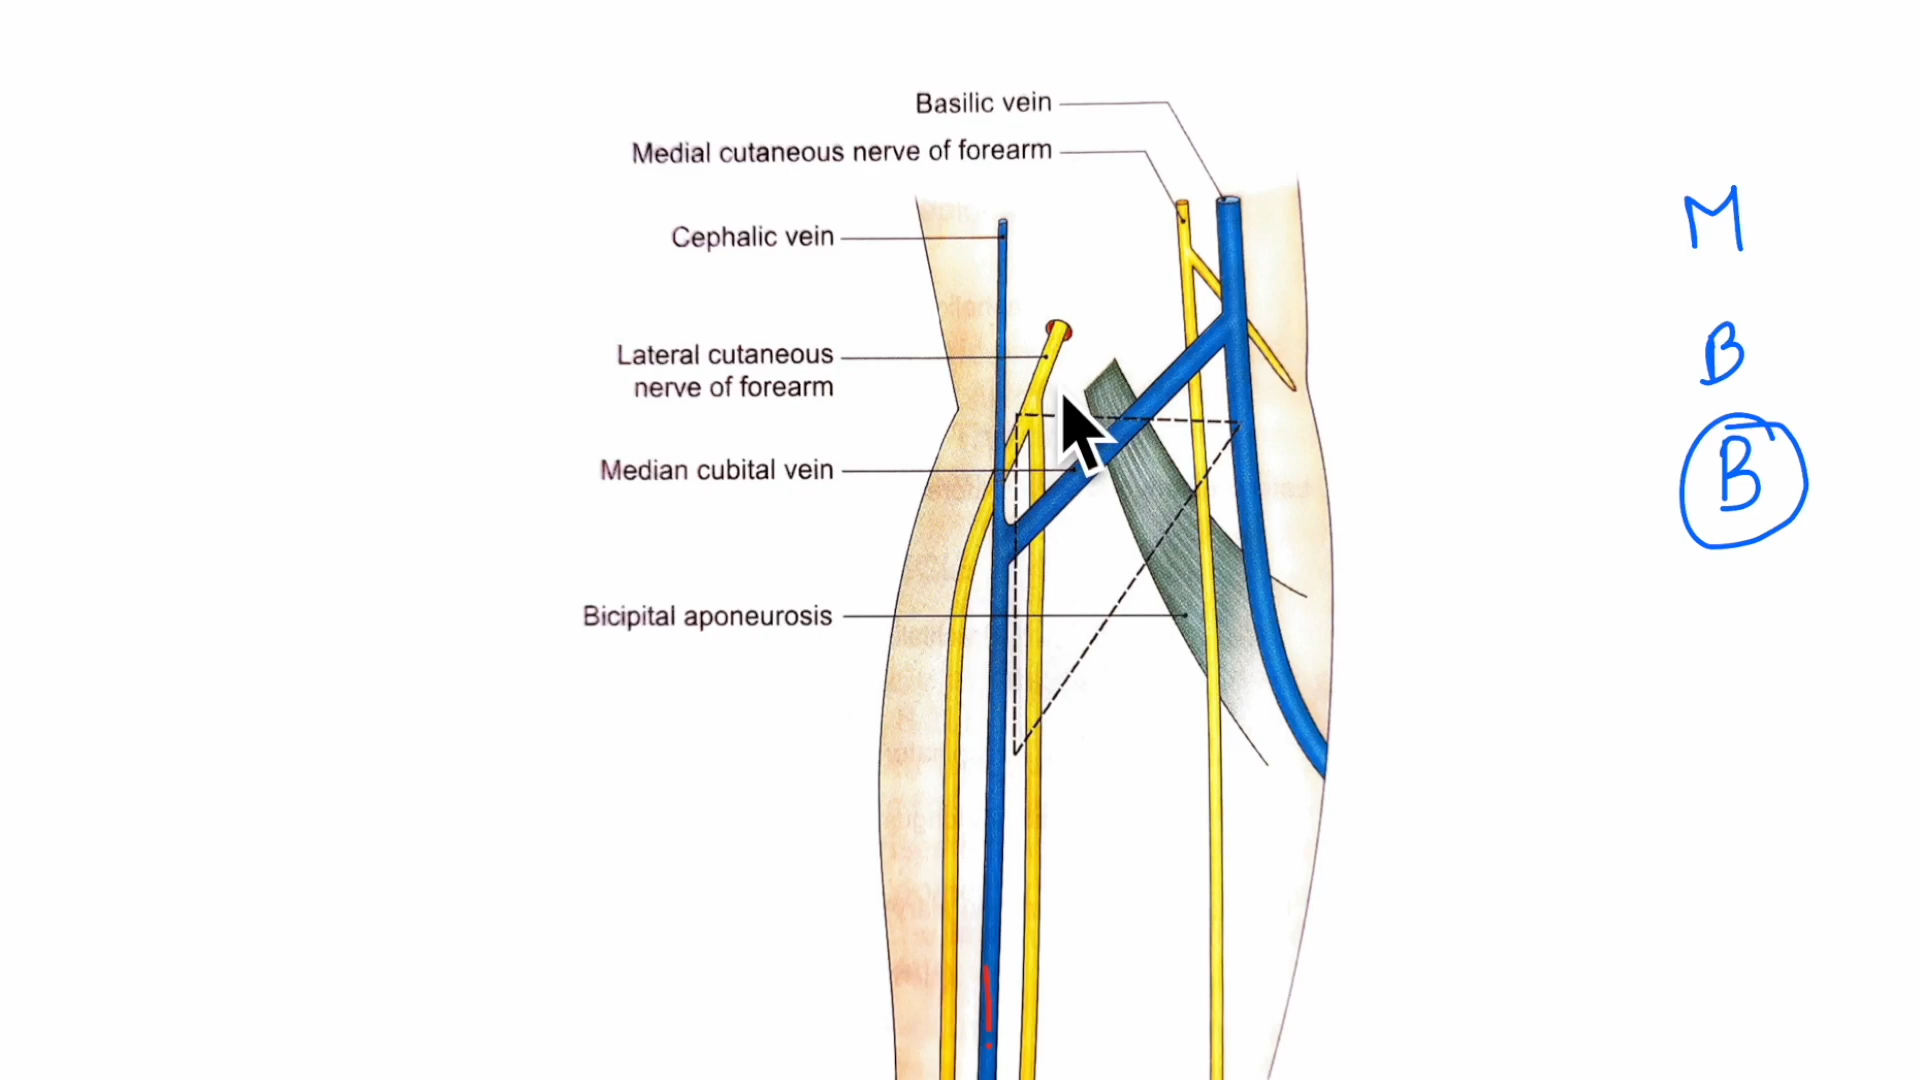 Basilic vein
Medial cutaneous nerve of forearm
Cephalic vein
Lateral cutaneous
nerve of forearm
Median cubital vein
Bicipital aponeurosis
M
B
B